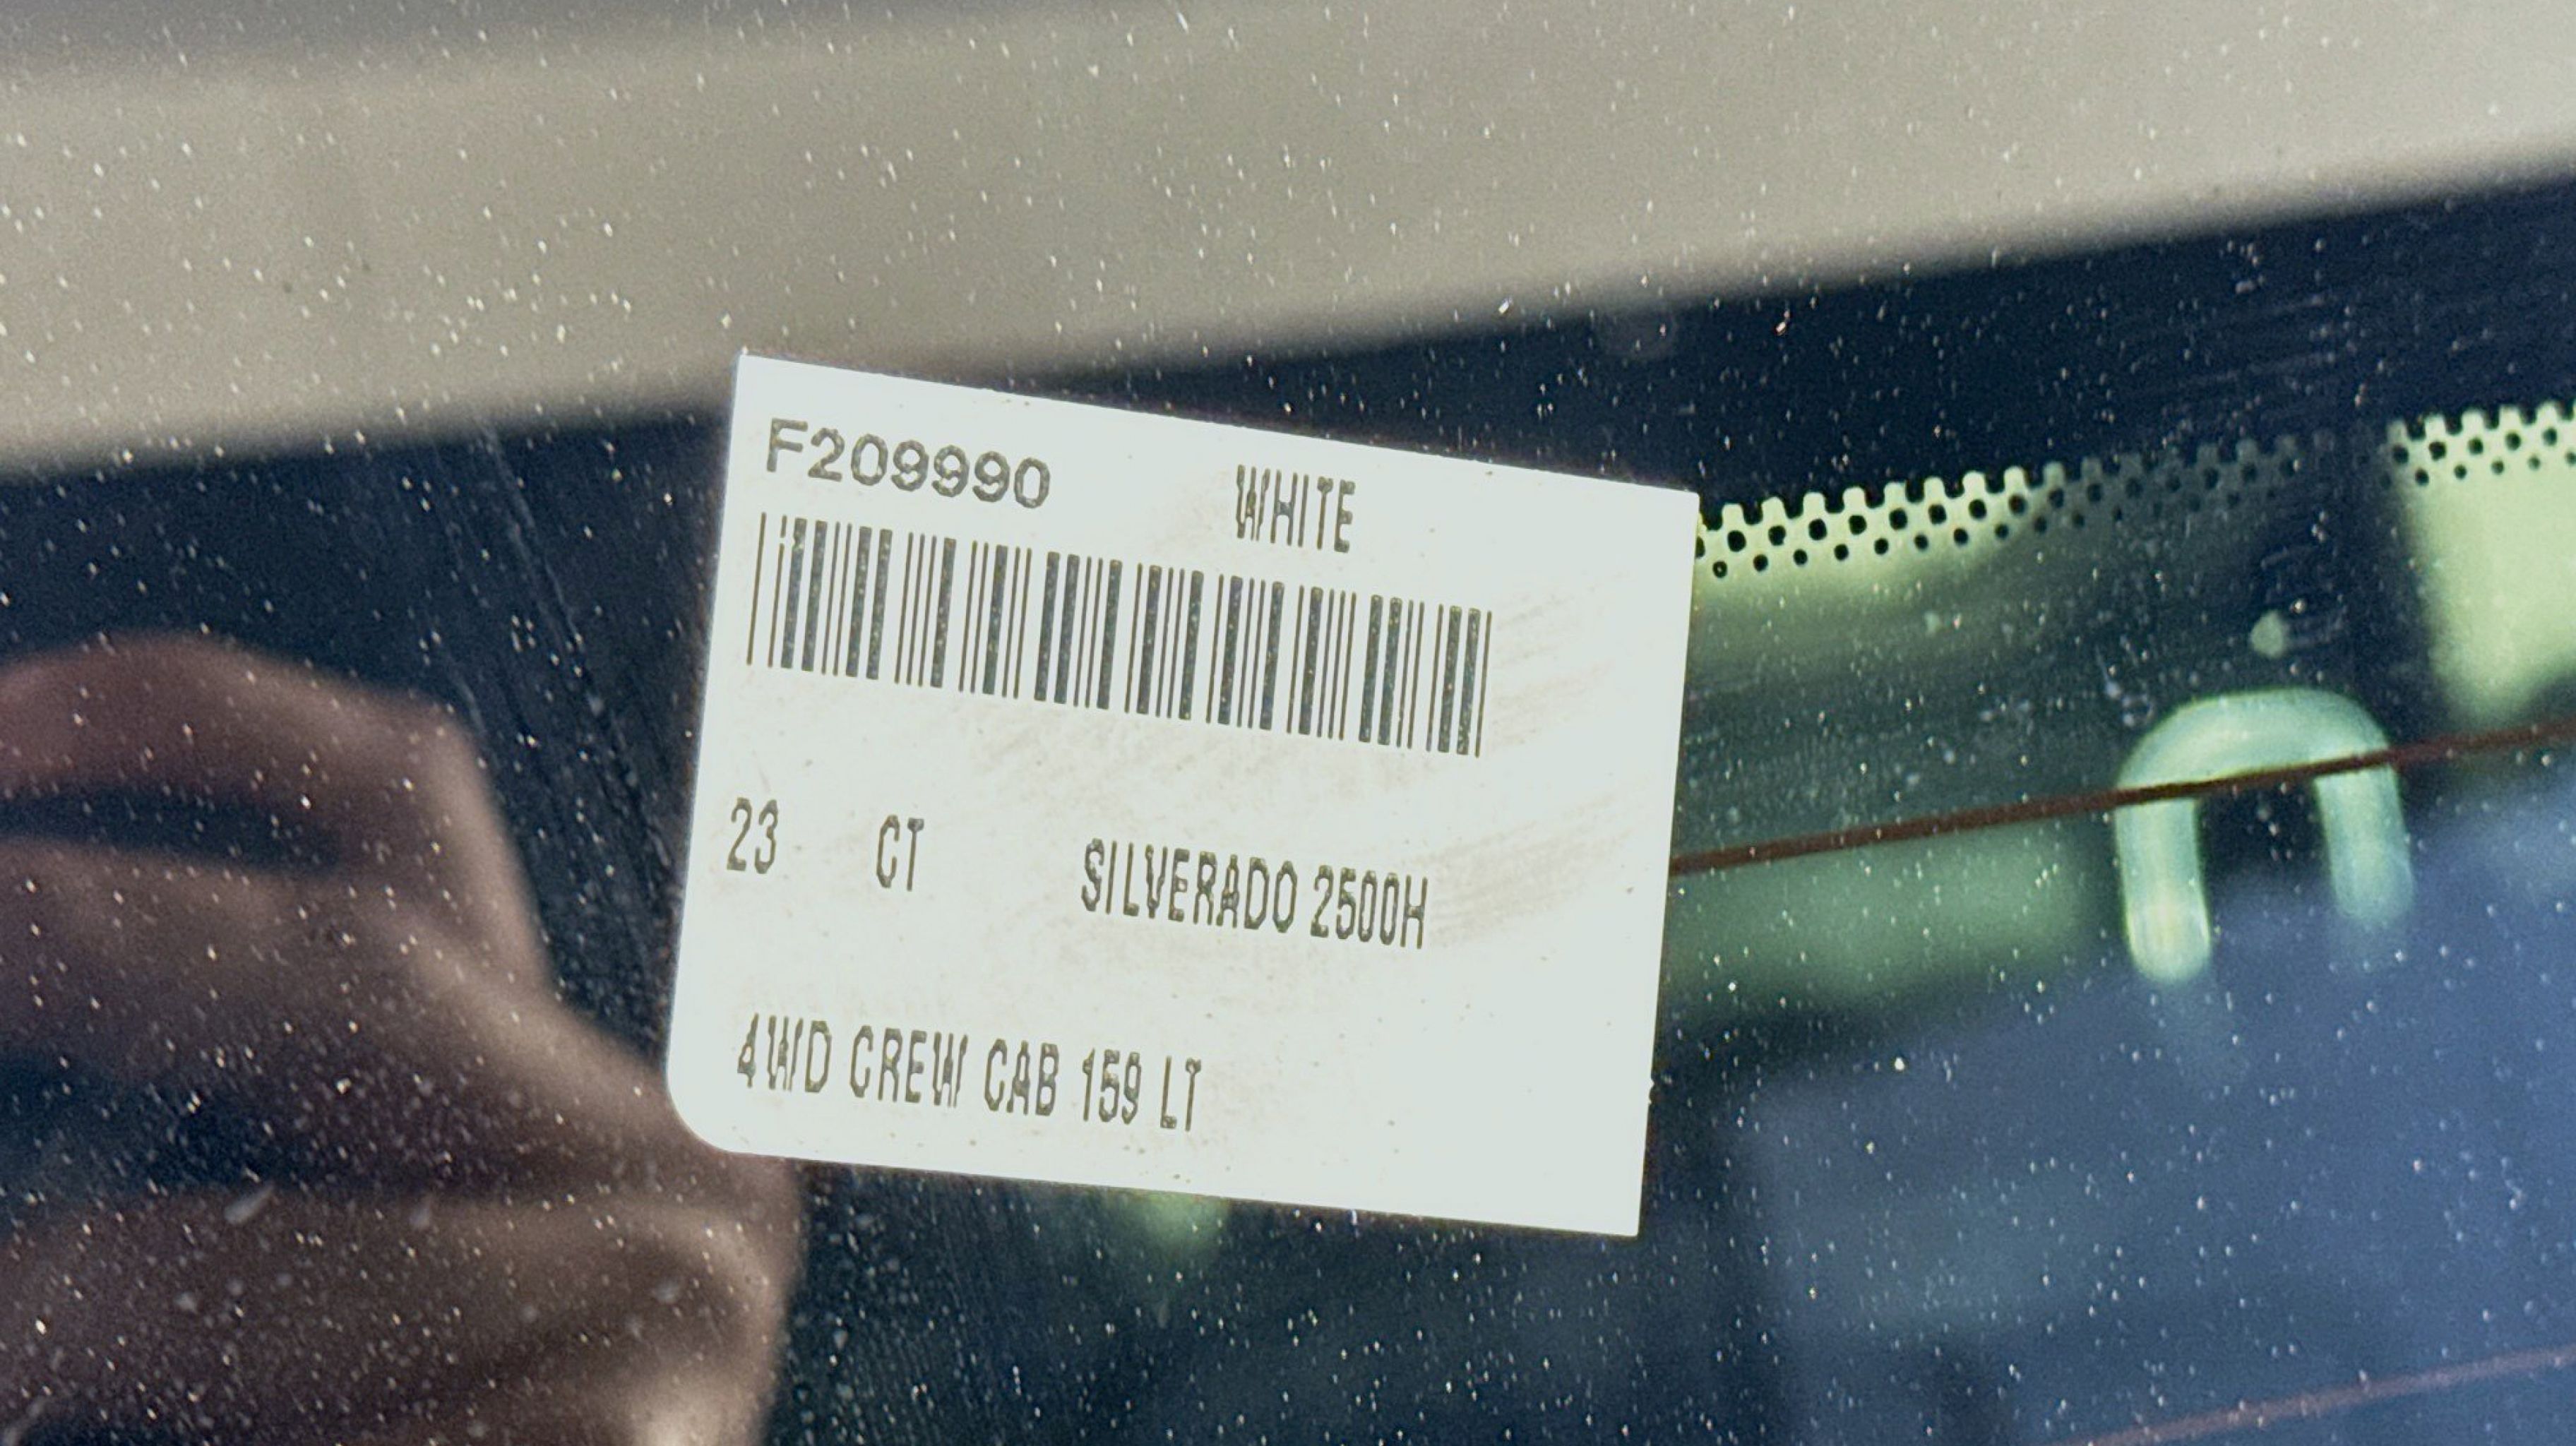 F209990 WHITE
23 CT SILVERADO 2500H
4WD CREW CAB 159 LT